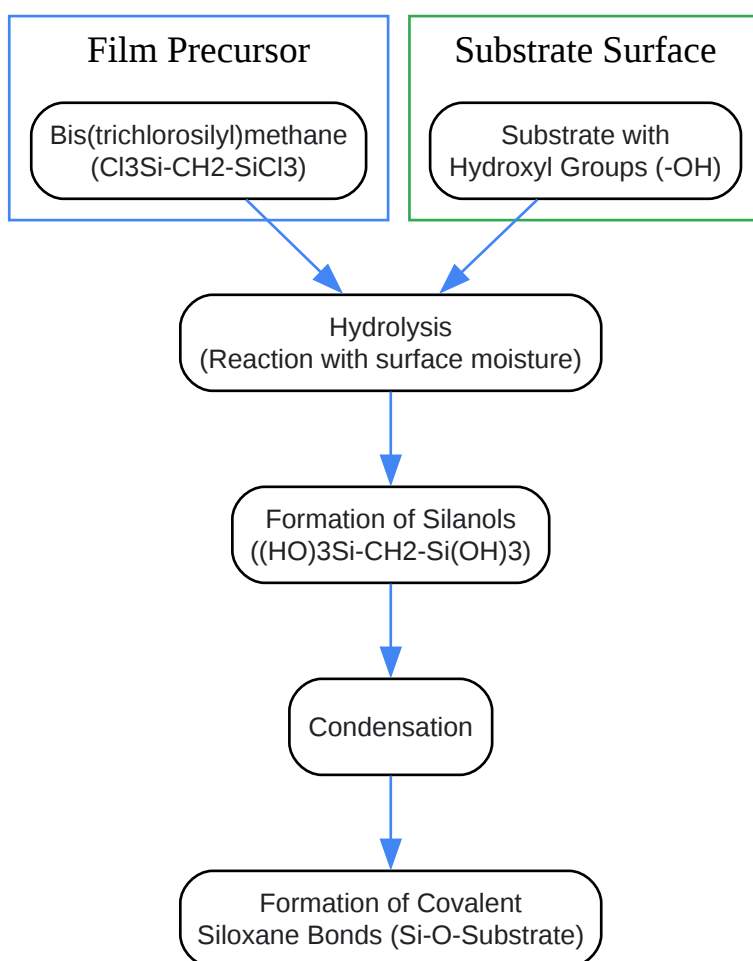 Film Precursor
Substrate Surface
Bis(trichlorosilyl)methane
(Cl3Si-CH2-SiCl3)
Substrate with
Hydroxyl Groups (-OH)
Hydrolysis
(Reaction with surface moisture)
Formation of Silanols
((HO)3Si-CH2-Si(OH)3)
Condensation
Formation of Covalent
Siloxane Bonds (Si-O-Substrate)